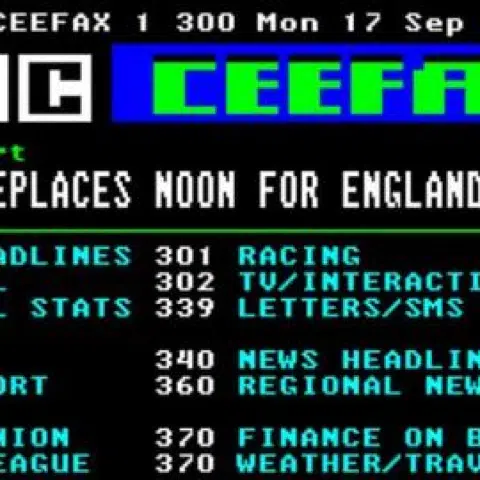 CEEFAX 1 300 Mon 17 Sep
C CEEFA
rt
EPLACES NOON FOR ENGLAND
ADLINES 301 RACING
L 302 TV/INTERACTI
L STATS 339 LETTERS/SMS
340 NEWS HEADLIN
ORT 360 REGIONAL NEW
NION 370 FINANCE ON B
EAGUE 370 WEATHER/TRAV